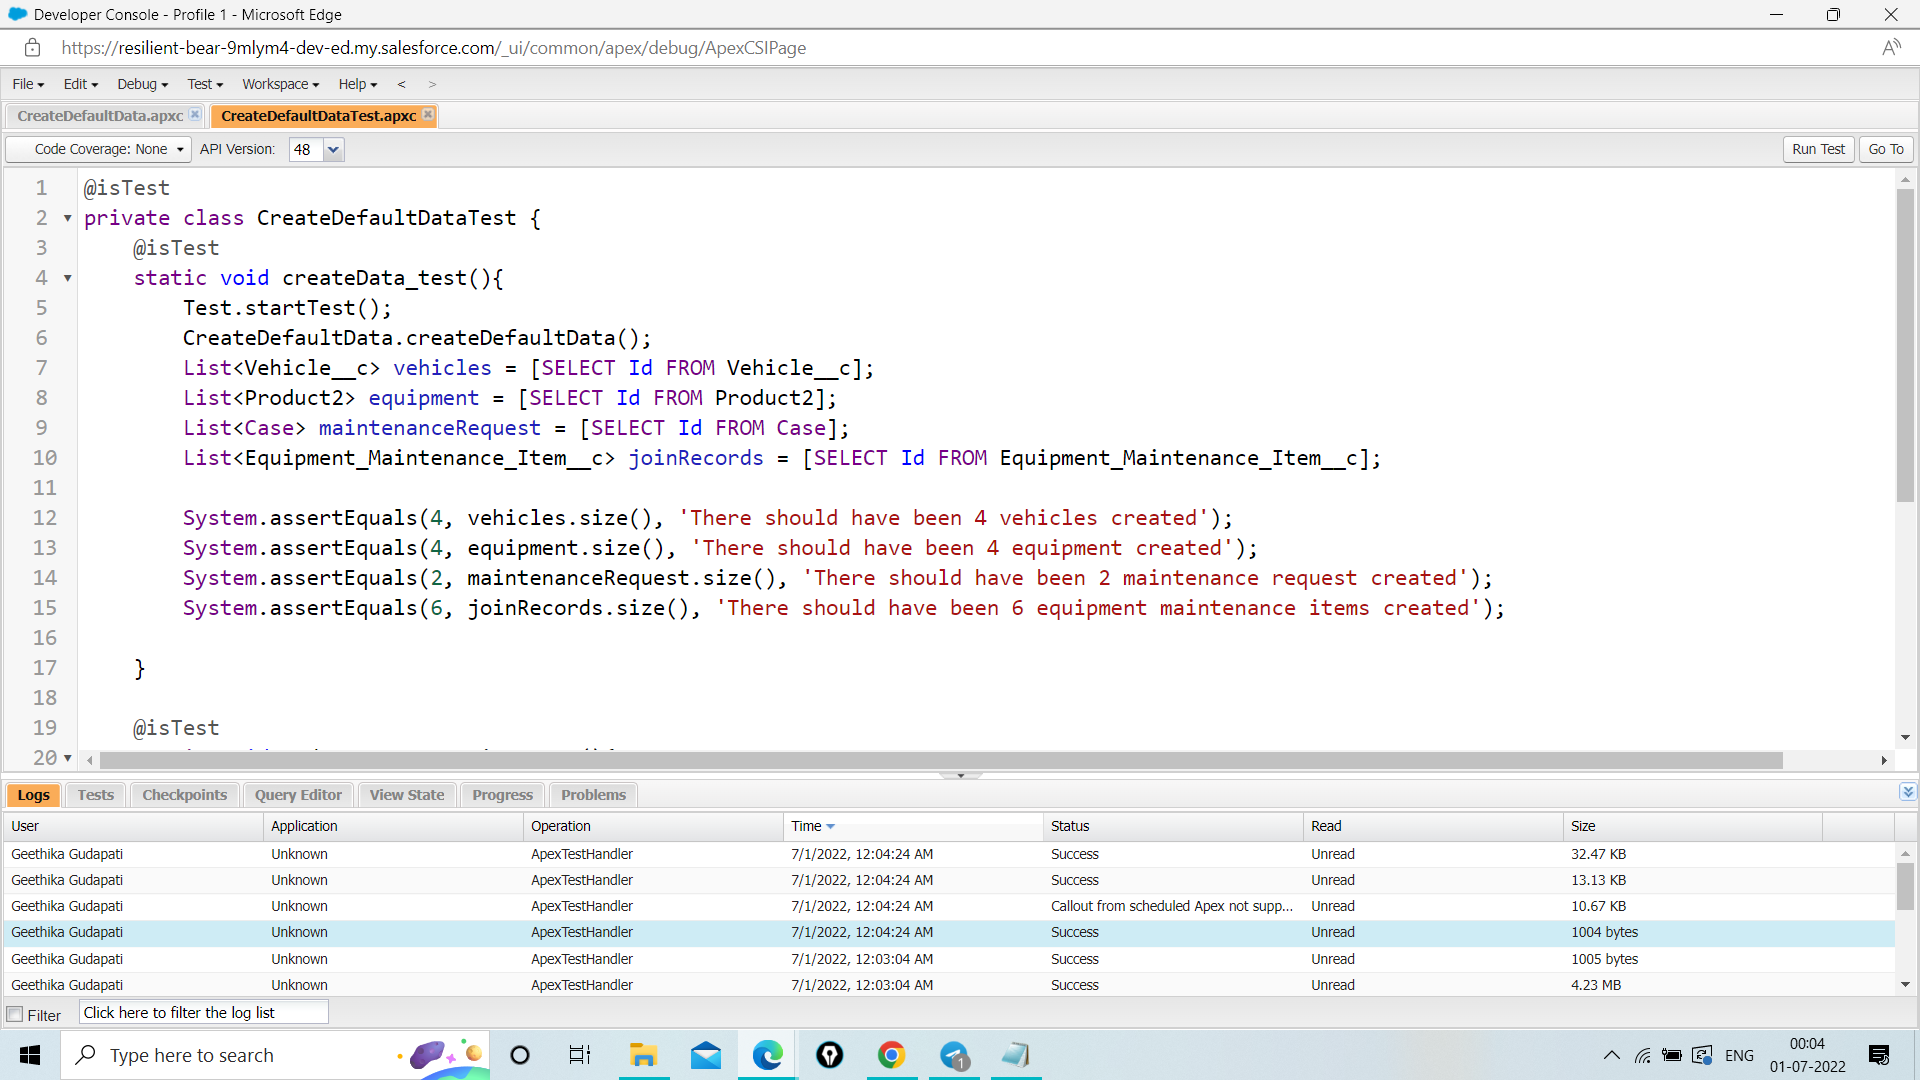 Developer Console - Profile 1 - Microsoft Edge
https://resilient-bear-9mlym4-dev-ed.my.salesforce.com/_ui/common/apex/debug/ApexCSIPage
File Edit Debug Test Workspace Help < >
CreateDefaultData.apxc CreateDefaultDataTest.apxc
Code Coverage: None API Version: 48 Run Test Go To
1 @isTest
2 private class CreateDefaultDataTest {
3 @isTest
4 static void createData_test(){
5 Test.startTest();
6 CreateDefaultData.createDefaultData();
7 List<Vehicle__c> vehicles = [SELECT Id FROM Vehicle__c];
8 List<Product2> equipment = [SELECT Id FROM Product2];
9 List<Case> maintenanceRequest = [SELECT Id FROM Case];
10 List<Equipment_Maintenance_Item__c> joinRecords = [SELECT Id FROM Equipment_Maintenance_Item__c];
11
12 System.assertEquals(4, vehicles.size(), 'There should have been 4 vehicles created');
13 System.assertEquals(4, equipment.size(), 'There should have been 4 equipment created');
14 System.assertEquals(2, maintenanceRequest.size(), 'There should have been 2 maintenance request created');
15 System.assertEquals(6, joinRecords.size(), 'There should have been 6 equipment maintenance items created');
16
17 }
18
19 @isTest
20
Logs Tests Checkpoints Query Editor View State Progress Problems
User Application Operation Time Status Read Size
Geethika Gudapati Unknown ApexTestHandler 7/1/2022, 12:04:24 AM Success Unread 32.47 KB
Geethika Gudapati Unknown ApexTestHandler 7/1/2022, 12:04:24 AM Success Unread 13.13 KB
Geethika Gudapati Unknown ApexTestHandler 7/1/2022, 12:04:24 AM Callout from scheduled Apex not supp... Unread 10.67 KB
Geethika Gudapati Unknown ApexTestHandler 7/1/2022, 12:04:24 AM Success Unread 1004 bytes
Geethika Gudapati Unknown ApexTestHandler 7/1/2022, 12:03:04 AM Success Unread 1005 bytes
Geethika Gudapati Unknown ApexTestHandler 7/1/2022, 12:03:04 AM Success Unread 4.23 MB
Filter Click here to filter the log list
Type here to search 1 ENG 00:04
01-07-2022